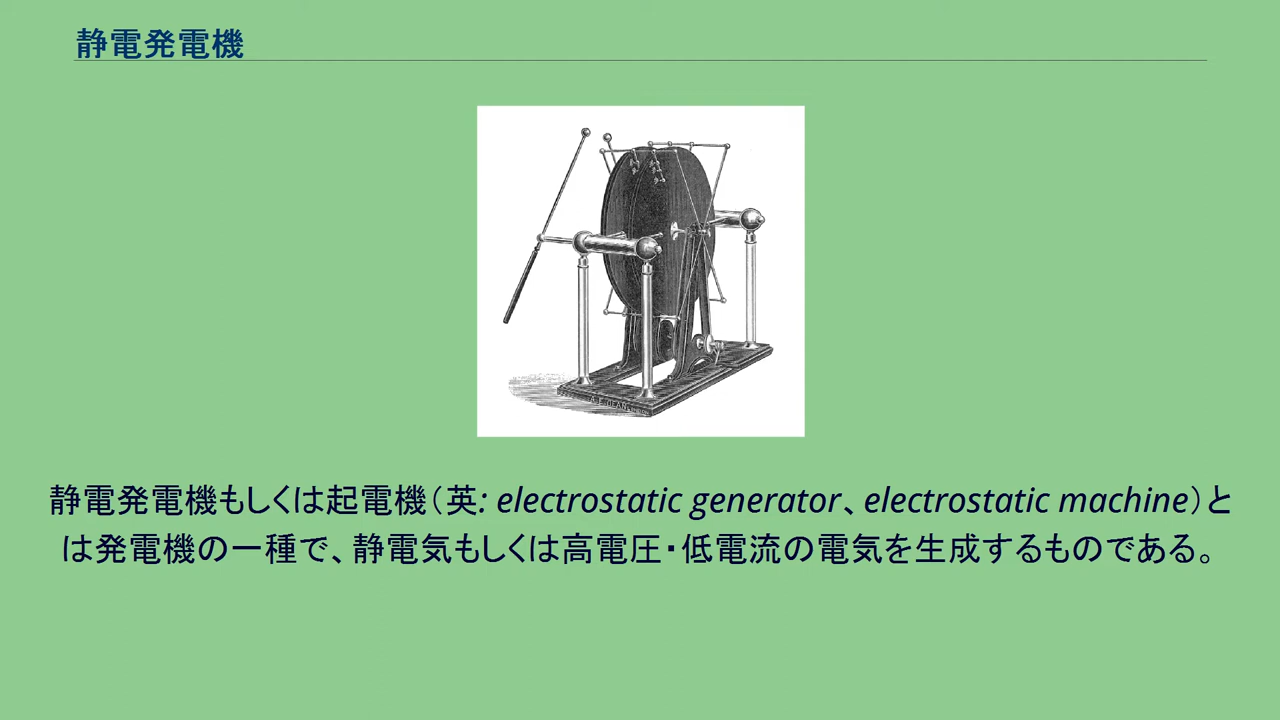 静電発電機
A.E.DEAN
静電発電機もしくは起電機（英: electrostatic generator、electrostatic machine）と
は発電機の一種で、静電気もしくは高電圧・低電流の電気を生成するものである。